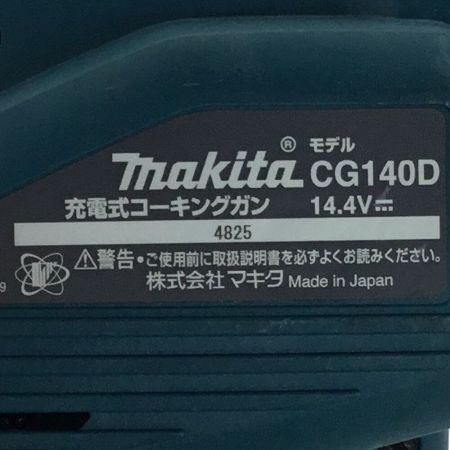 makita® モデル CG140D
充電式コーキングガン 14.4V
4825
9 ⚠警告・ご使用前に取扱説明書を必ずよくお読みください。
株式会社マキタ Made in Japan